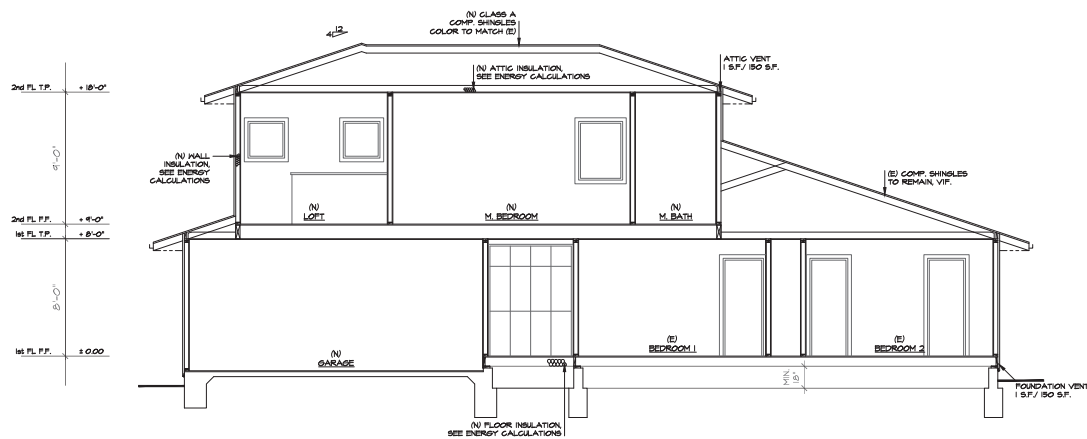 (N) CLASS A
COMP. SHINGLES
COLOR TO MATCH (E)
12
4
ATTIC VENT
1 S.F./ 150 S.F.
(N) ATTIC INSULATION,
SEE ENERGY CALCULATIONS
2nd FL T.P. + 18'-0"
9'-0"
(N) WALL
INSULATION,
SEE ENERGY
CALCULATIONS
(E) COMP. SHINGLES
TO REMAIN, VIF.
(N)
LOFT
(N)
M. BEDROOM
(N)
M. BATH
2nd FL F.F. + 9'-0"
1st FL T.P. + 8'-0"
8'-0"
(N)
GARAGE
(E)
BEDROOM 1
(E)
BEDROOM 2
1st FL F.F. ± 0.00
MIN.
18"
FOUNDATION VENT
1 S.F./ 150 S.F.
(N) FLOOR INSULATION,
SEE ENERGY CALCULATIONS